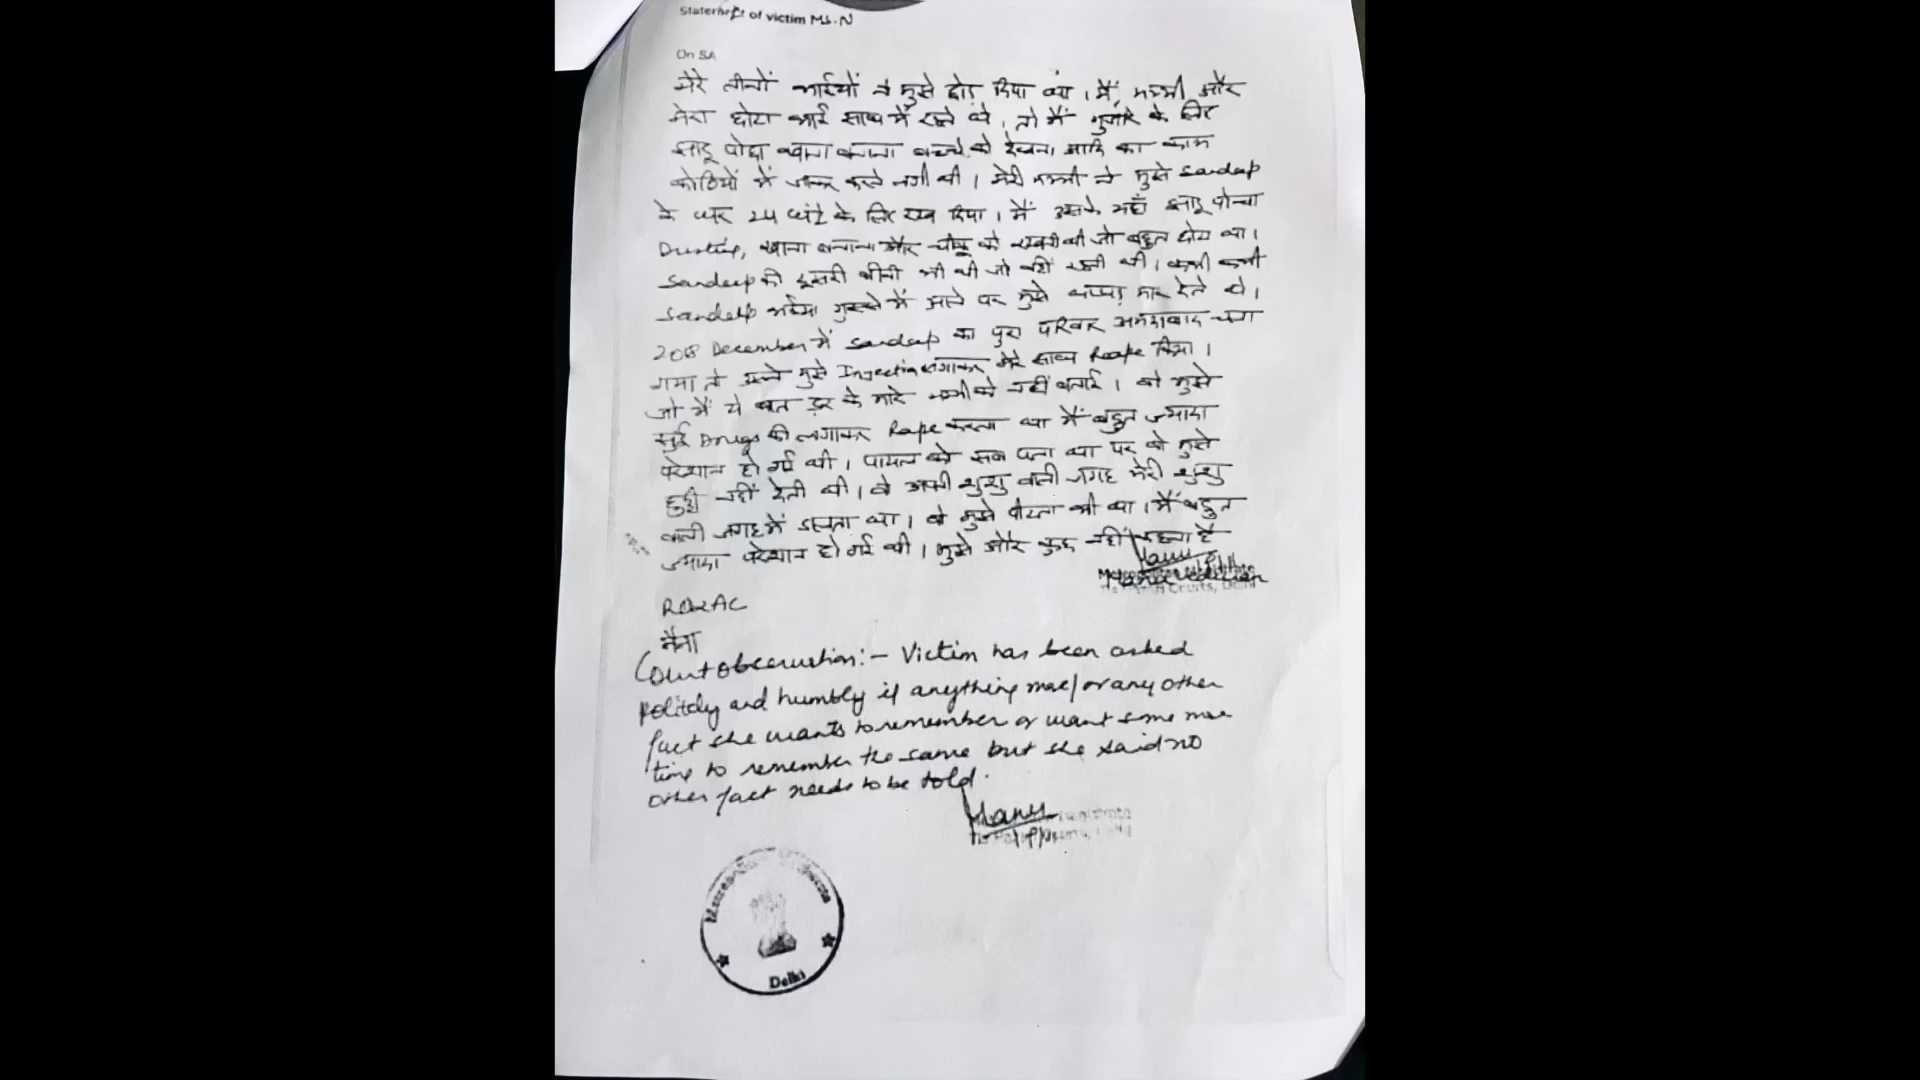 Statement of victim Ms. N
On SA
मेरे तीनों भाईयों ने मुझे छोड़ दिया था । मैं, मम्मी और
मेरा छोटा भाई साथ में रहते थे, तो मैं गुजारे के लिए
झाडू पोछा खाना बनाना बच्चे को देखना आदि का काम
कोठियों में जाकर करने लगी थी । मेरी मम्मी ने मुझे Sandeep
के घर 24 घंटे के लिए रख दिया । मैं उसके यहाँ झाडू पोन्चा
Dusting, खाना बनाना और को रखती थी जो बहुत छोटा था ।
Sandeep की दूसरी बीवी भी थी जो वहीं रहती थी । कभी कभी
Sandeep भईया गुस्से में आने पर मुझे थप्पड़ मार देते थे ।
2018 December में Sandeep का पुरा परिवार अहमदाबाद चला
गया तो उसने मुझे Injection लगाकर मेरे साथ Rape किया ।
जो मैं ये बात डर के मारे मम्मी को नहीं बताई । वो मुझे
सुई Drugs की लगाकर Rape करता था मैं बहुत ज्यादा
परेशान हो गई थी । पायल को सब पता था पर वो मुझे
छुट्टी नहीं देती थी । वो अपनी शुशु वाली जगह मेरी शुशु
वाली जगह में डालता था । वो मुझे पीटता भी था । मैं बहुत
ज्यादा परेशान हो गई थी । मुझे और कुछ नहीं कहना है
RO&AC
नैना
Court observation:- Victim has been asked
politely and humbly if anything more/or any other
fact she wants to remember or want some more
time to remember the same but she said no
other fact needs to be told.
Delhi